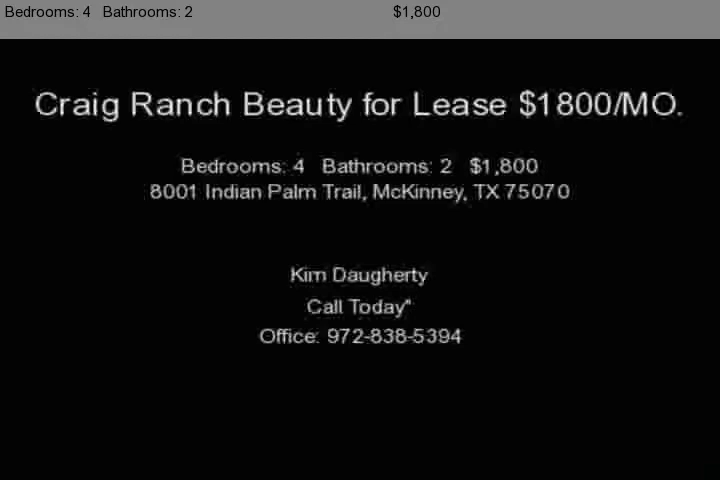 Bedrooms: 4 Bathrooms: 2 $1,800
Craig Ranch Beauty for Lease $1800/MO.
Bedrooms: 4 Bathrooms: 2 $1,800
8001 Indian Palm Trail, McKinney, TX 75070
Kim Daugherty
Call Today"
Office: 972-838-5394